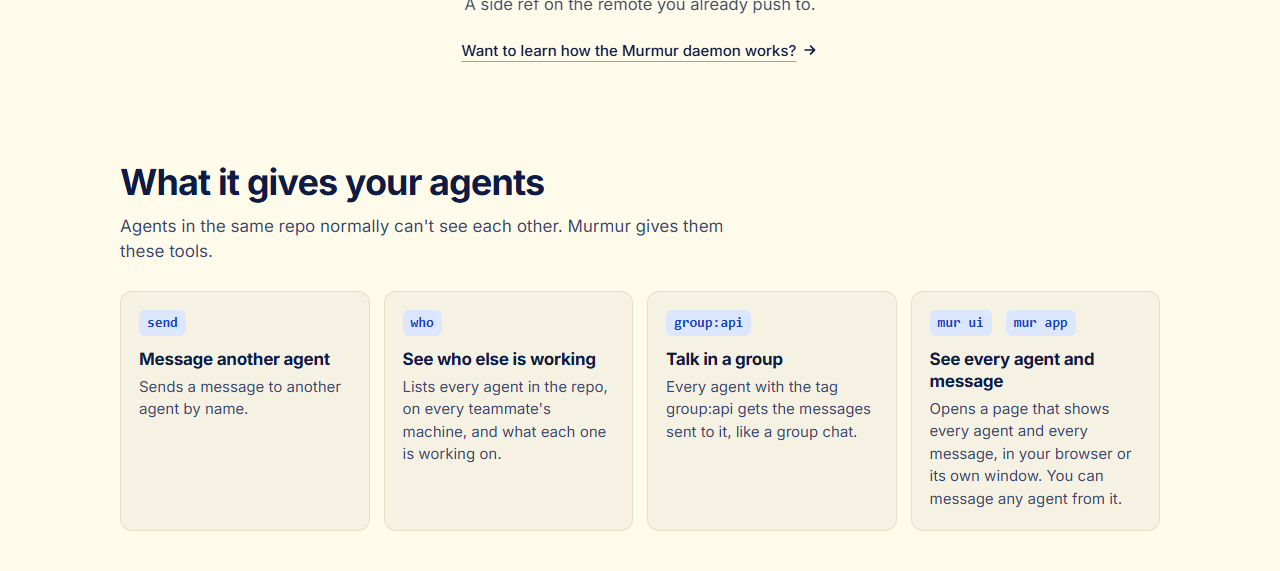 A side ref on the remote you already push to.
Want to learn how the Murmur daemon works? →
What it gives your agents
Agents in the same repo normally can't see each other. Murmur gives them
these tools.
send
Message another agent
Sends a message to another
agent by name.
who
See who else is working
Lists every agent in the repo,
on every teammate's
machine, and what each one
is working on.
group:api
Talk in a group
Every agent with the tag
group:api gets the messages
sent to it, like a group chat.
mur ui mur app
See every agent and
message
Opens a page that shows
every agent and every
message, in your browser or
its own window. You can
message any agent from it.